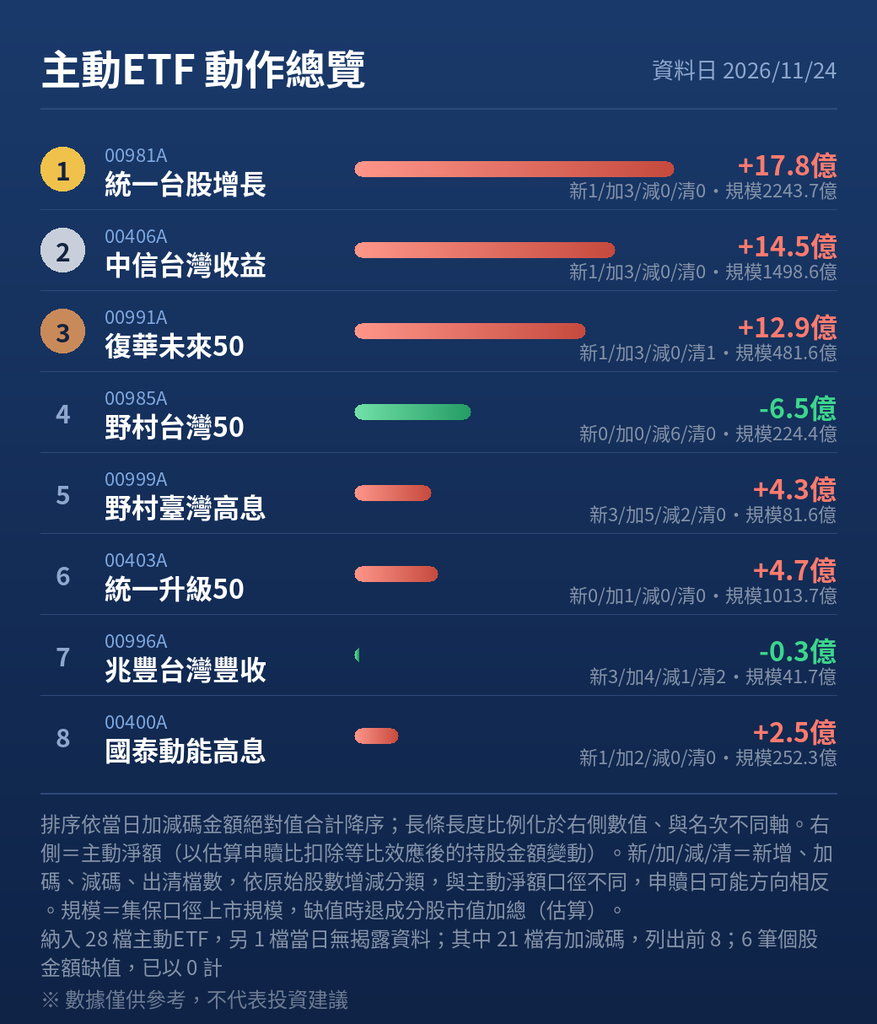 主動ETF 動作總覽
資料日 2026/11/24
1
00981A
統一台股增長
+17.8億
新1/加3/減0/清0・規模2243.7億
2
00406A
中信台灣收益
+14.5億
新1/加3/減0/清0・規模1498.6億
3
00991A
復華未來50
+12.9億
新1/加3/減0/清1・規模481.6億
4
00985A
野村台灣50
-6.5億
新0/加0/減6/清0・規模224.4億
5
00999A
野村臺灣高息
+4.3億
新3/加5/減2/清0・規模81.6億
6
00403A
統一升級50
+4.7億
新0/加1/減0/清0・規模1013.7億
7
00996A
兆豐台灣豐收
-0.3億
新3/加4/減1/清2・規模41.7億
8
00400A
國泰動能高息
+2.5億
新1/加2/減0/清0・規模252.3億
排序依當日加減碼金額絕對值合計降序；長條長度比例化於右側數值、與名次不同軸。右
側＝主動淨額（以估算申贖比扣除等比效應後的持股金額變動）。新/加/減/清＝新增、加
碼、減碼、出清檔數，依原始股數增減分類，與主動淨額口徑不同，申贖日可能方向相反
。規模＝集保口徑上市規模，缺值時退成分股市值加總（估算）。
納入 28 檔主動ETF，另 1 檔當日無揭露資料；其中 21 檔有加減碼，列出前 8；6 筆個股
金額缺值，已以 0 計
※ 數據僅供參考，不代表投資建議